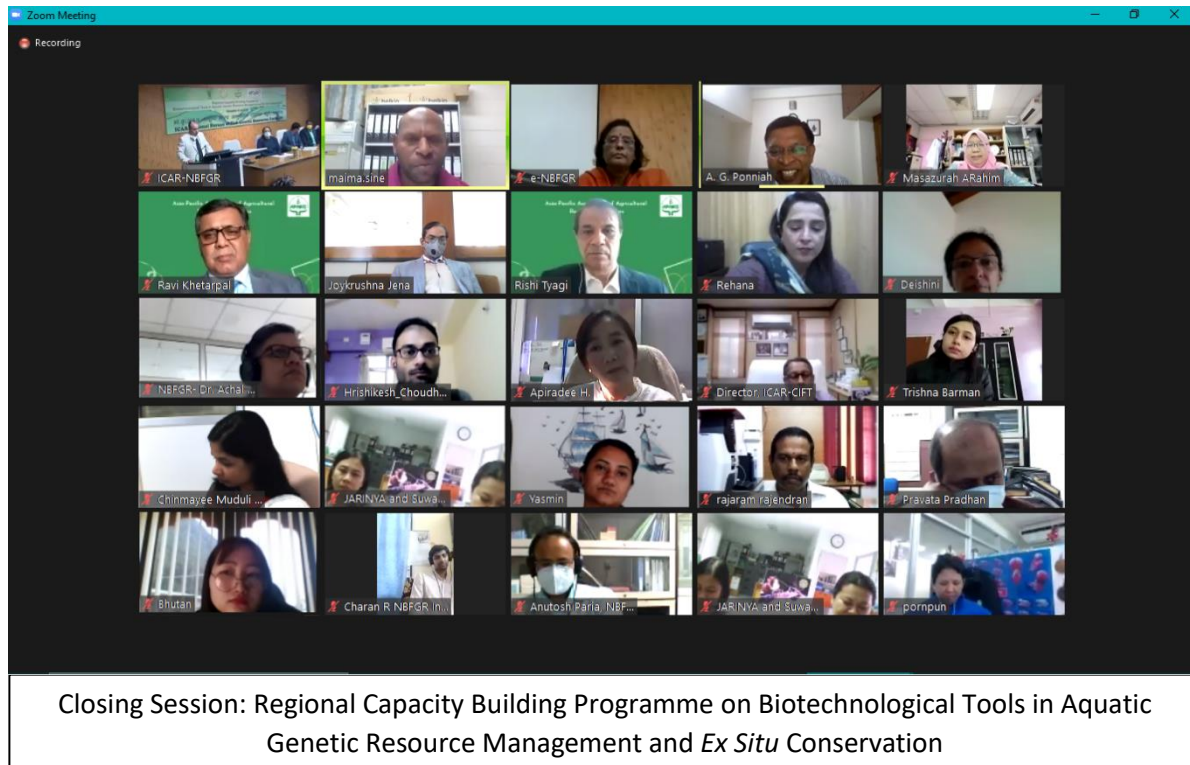 Zoom Meeting
Recording
ICAR-NBFGR
maima.sine
e-NBFGR
A. G. Ponniah
Masazurah ARahim
Ravi Khetarpal
Joykrushna Jena
Rishi Tyagi
Rehana
Deishini
NBFGR- Dr. Achal ...
Hrishikesh_Choudh...
Apiradee H.
Director, ICAR-CIFT
Trishna Barman
Chinmayee Muduli ...
JARINYA and Suwa...
Yasmin
rajaram rajendran
Pravata Pradhan
Bhutan
Charan R NBFGR In...
Anutosh Paria, NBF...
JARINYA and Suwa...
pornpun
Closing Session: Regional Capacity Building Programme on Biotechnological Tools in Aquatic
Genetic Resource Management and Ex Situ Conservation